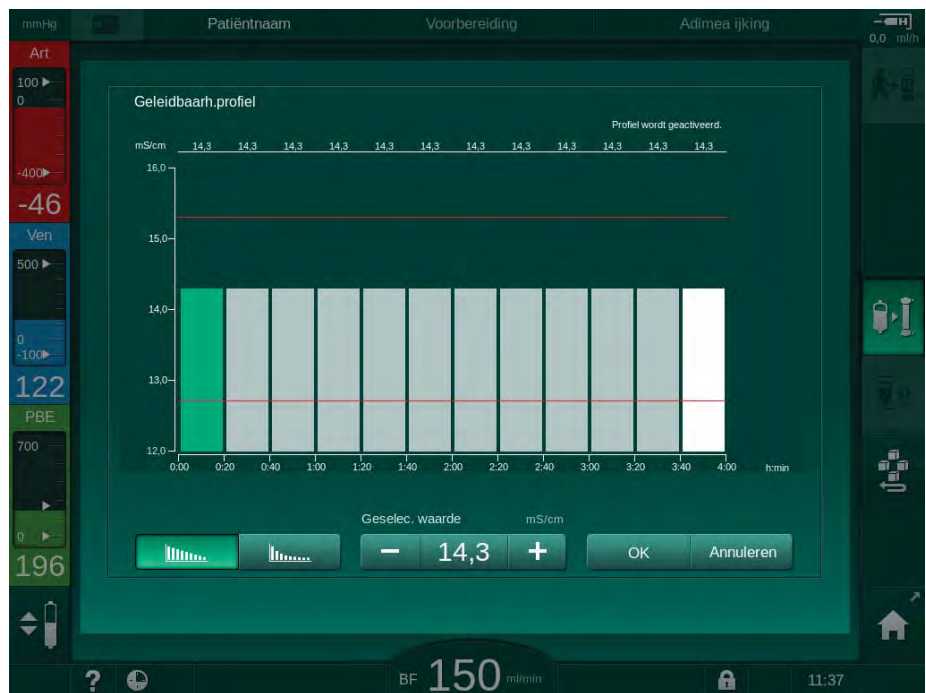 mmHg Patiëntnaam Voorbereiding Adimea ijking H
0,0 ml/h
Art
100
0
-400
-46
Ven
500
0
-100
122
PBE
700
0
196
Geleidbaarh.profiel
Profiel wordt geactiveerd.
mS/cm 14,3 14,3 14,3 14,3 14,3 14,3 14,3 14,3 14,3 14,3 14,3 14,3
16,0
15,0
14,0
13,0
12,0
0:00 0:20 0:40 1:00 1:20 1:40 2:00 2:20 2:40 3:00 3:20 3:40 4:00 h:min
Geselec. waarde mS/cm
− 14,3 + OK Annuleren
? BF 150 ml/min 11:37